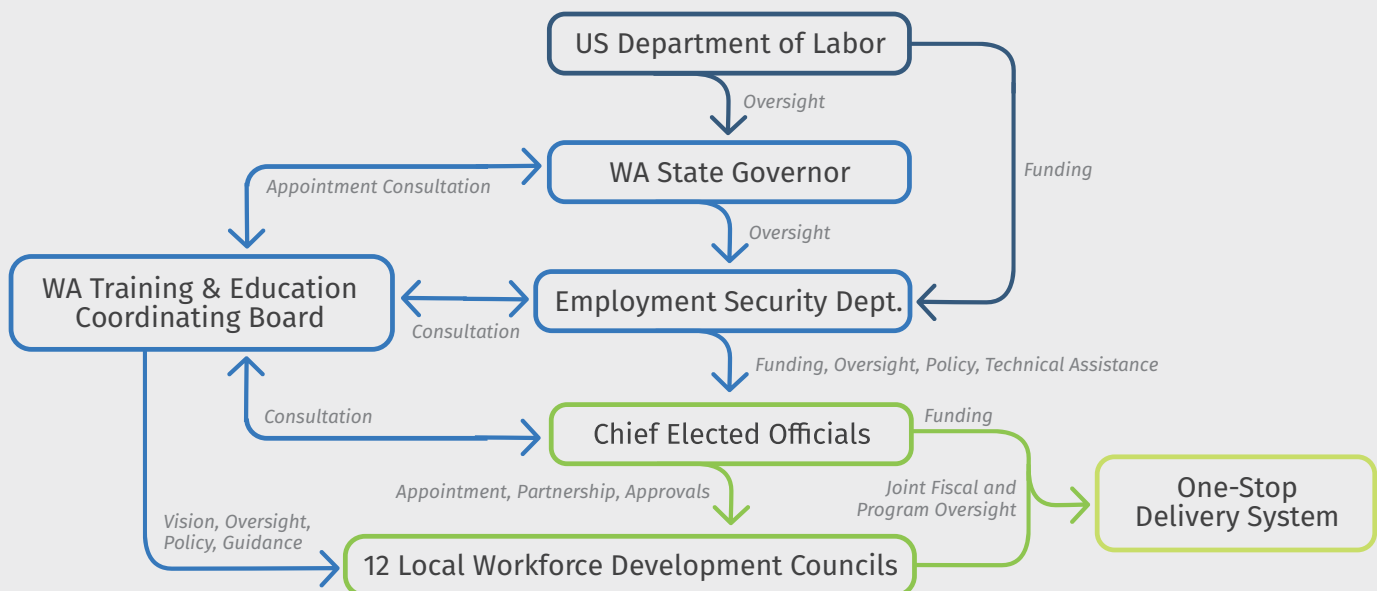 US Department of Labor
Oversight
Funding
WA State Governor
Appointment Consultation
Oversight
WA Training & Education
Coordinating Board
Employment Security Dept.
Consultation
Funding, Oversight, Policy, Technical Assistance
Consultation
Chief Elected Officials
Funding
Appointment, Partnership, Approvals
Joint Fiscal and
Program Oversight
One-Stop
Delivery System
Vision, Oversight,
Policy, Guidance
12 Local Workforce Development Councils